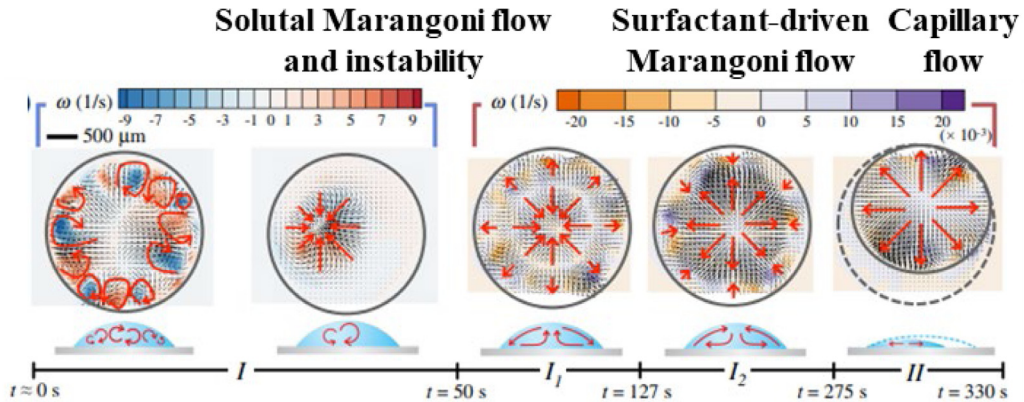 Solutal Marangoni flow
and instability
Surfactant-driven
Marangoni flow
Capillary
flow
ω (1/s)
-9 -7 -5 -3 -1 0 1 3 5 7 9
500 μm
ω (1/s)
-20 -15 -10 -5 0 5 10 15 20
(× 10⁻³)
I I₁ I₂ II
t ≈ 0 s t = 50 s t = 127 s t = 275 s t = 330 s